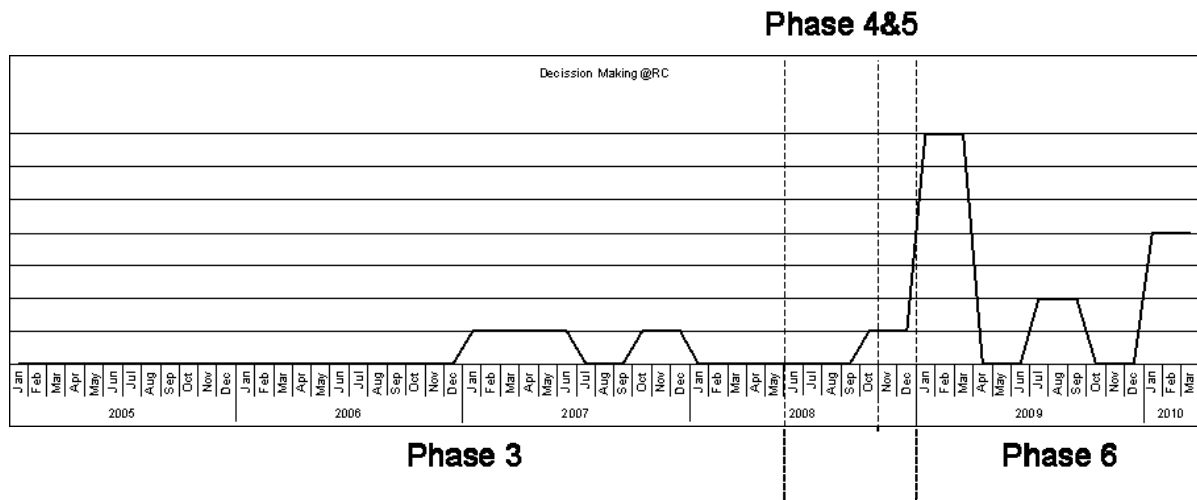 Phase 4&5
Decission Making @RC
Jan Feb Mar Apr May Jun Jul Aug Sep Oct Nov Dec Jan Feb Mar Apr May Jun Jul Aug Sep Oct Nov Dec Jan Feb Mar Apr May Jun Jul Aug Sep Oct Nov Dec Jan Feb Mar Apr May Jun Jul Aug Sep Oct Nov Dec Jan Feb Mar Apr May Jun Jul Aug Sep Oct Nov Dec Jan Feb Mar
2005 2006 2007 2008 2009 2010
Phase 3 Phase 6